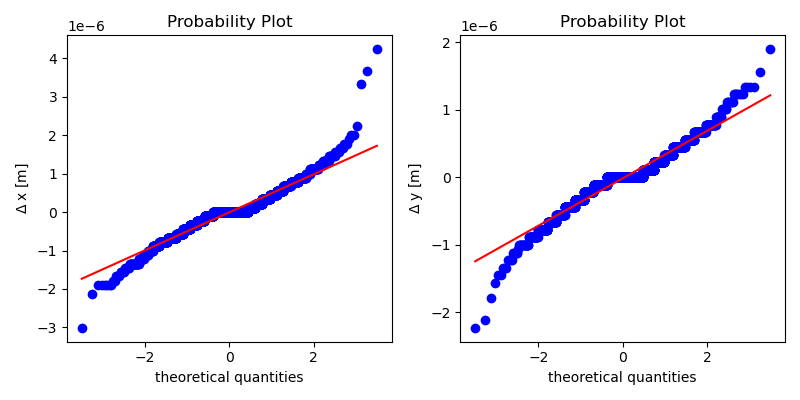 Probability Plot
1e−6
Δ x [m]
4
3
2
1
0
−1
−2
−3
−2
0
2
theoretical quantities
Probability Plot
1e−6
Δ y [m]
2
1
0
−1
−2
−2
0
2
theoretical quantities